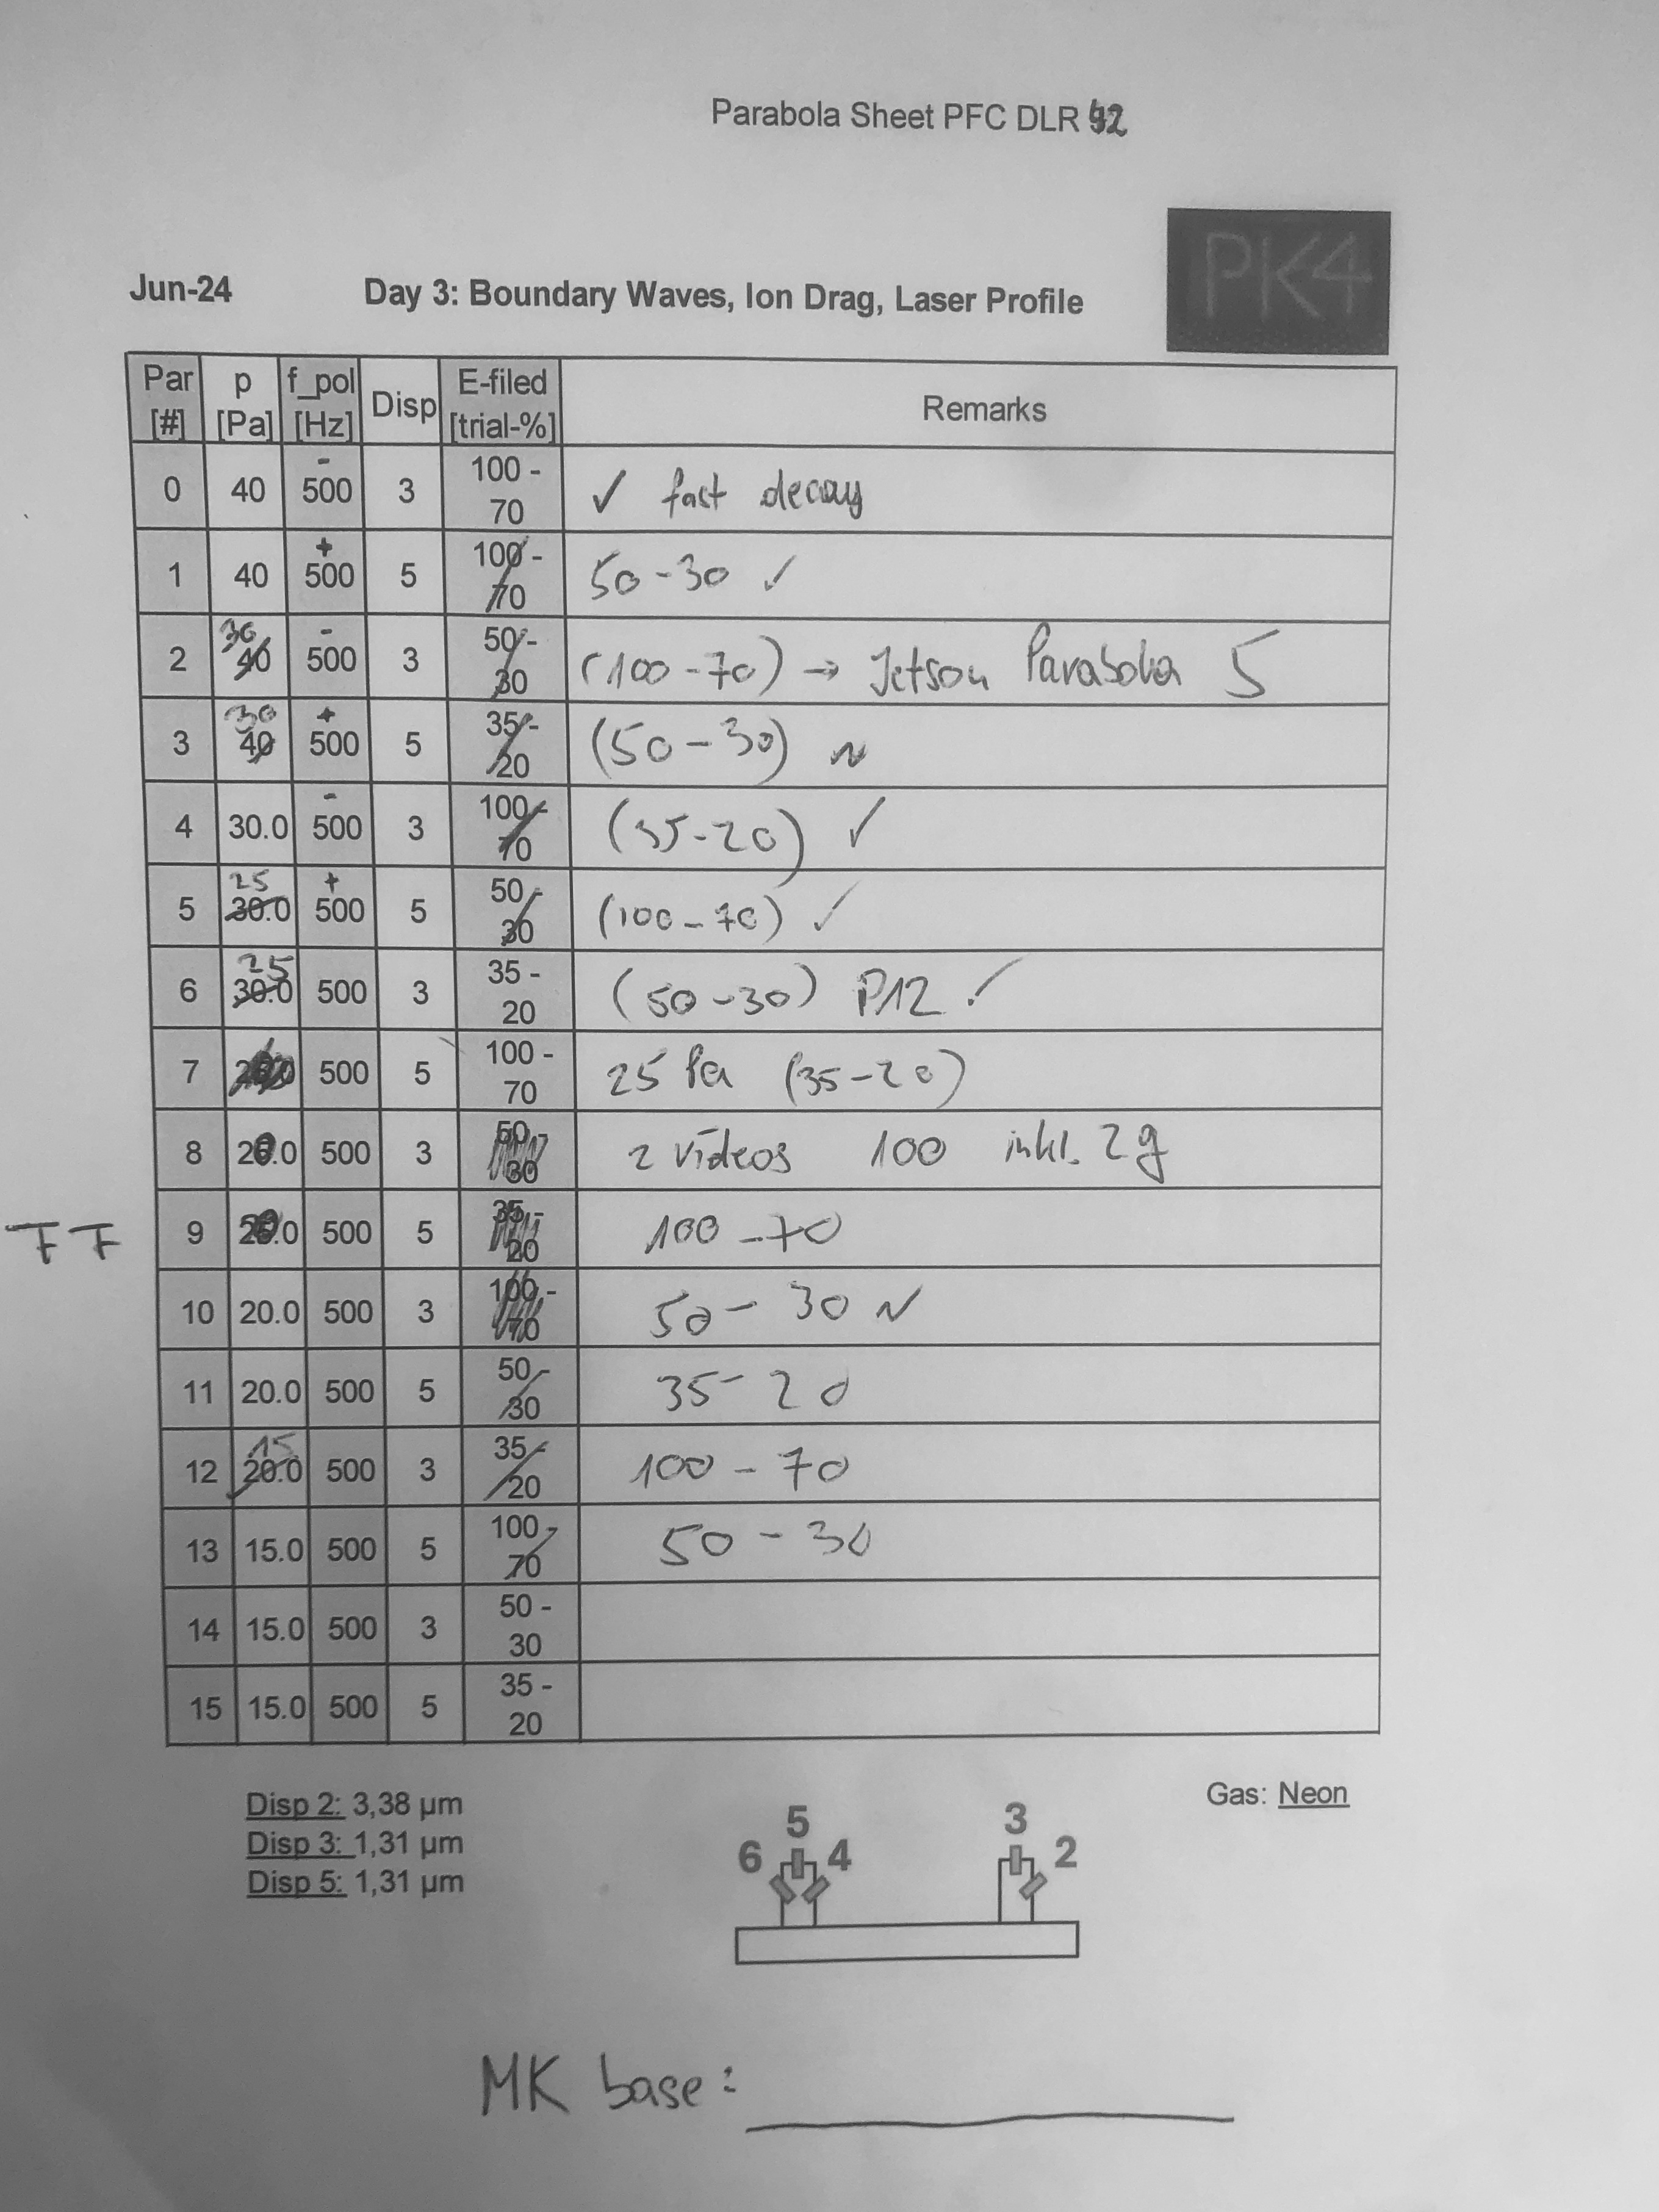 Parabola Sheet PFC DLR 42
PK4
Jun-24 Day 3: Boundary Waves, Ion Drag, Laser Profile
Par [#] p [Pa] f_pol [Hz] Disp E-filed [trial-%] Remarks
0 40 - 500 3 100 - 70 ✓ fast decay
1 40 + 500 5 100 - 70 50-30 ✓
2 30 40 - 500 3 50 - 30 (100-70) → Jetson Parabola 5
3 30 40 + 500 5 35 - 20 (50-30) ~
4 30.0 - 500 3 100 - 70 (35-20) ✓
5 25 30.0 + 500 5 50 - 30 (100-70) ✓
6 25 30.0 500 3 35 - 20 (50-30) P12 ✓
7 500 5 100 - 70 25 Pa (35-20)
8 20.0 500 3 50 - 30 2 videos 100 inkl. 2g
FF 9 20.0 500 5 35 - 20 100-70
10 20.0 500 3 100 - 70 50-30 ~
11 20.0 500 5 50 - 30 35-20
12 15 20.0 500 3 35 - 20 100-70
13 15.0 500 5 100 - 70 50-30
14 15.0 500 3 50 - 30
15 15.0 500 5 35 - 20
Disp 2: 3,38 µm
Disp 3: 1,31 µm
Disp 5: 1,31 µm
6 5 4 3 2
Gas: Neon
MK base: